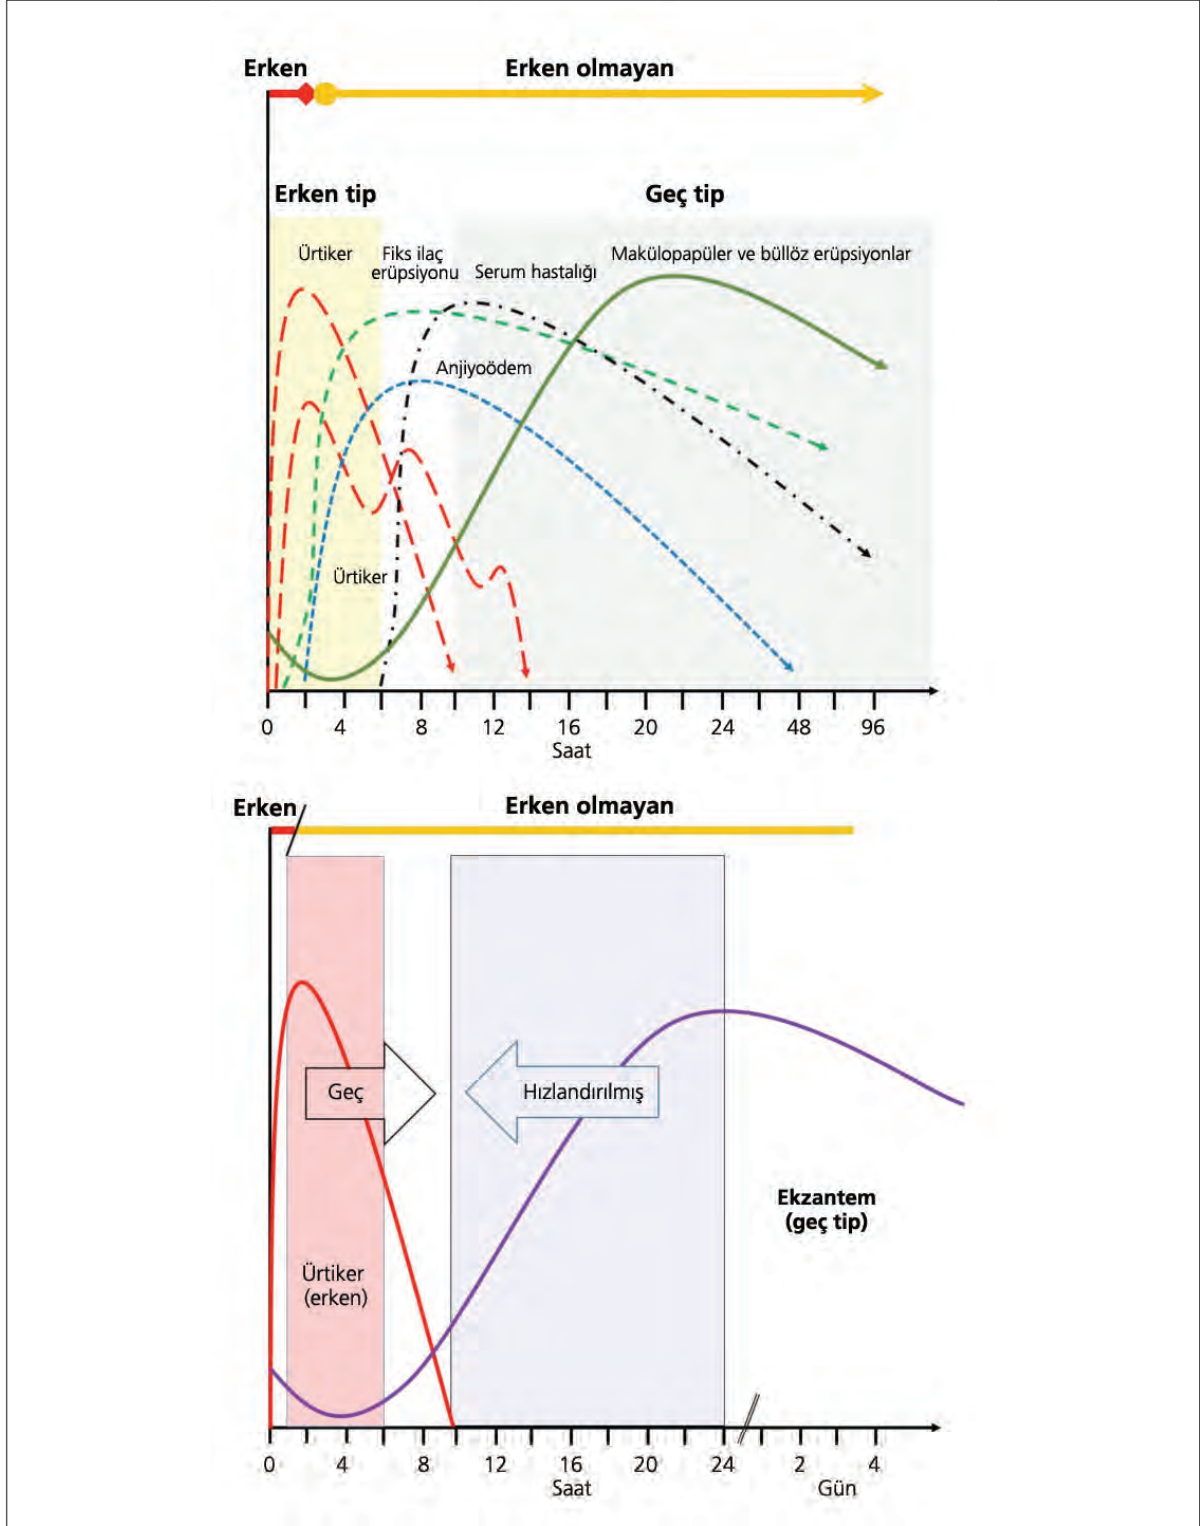 Erken
Erken olmayan
Erken tip
Geç tip
Ürtiker
Fiks ilaç
erüpsiyonu
Serum hastalığı
Makülopapüler ve büllöz erüpsiyonlar
Anjiyoödem
Ürtiker
0 4 8 12 16 20 24 48 96
Saat
Erken
Erken olmayan
Geç
Hızlandırılmış
Ekzantem
(geç tip)
Ürtiker
(erken)
0 4 8 12 16 20 24 2 4
Saat
Gün